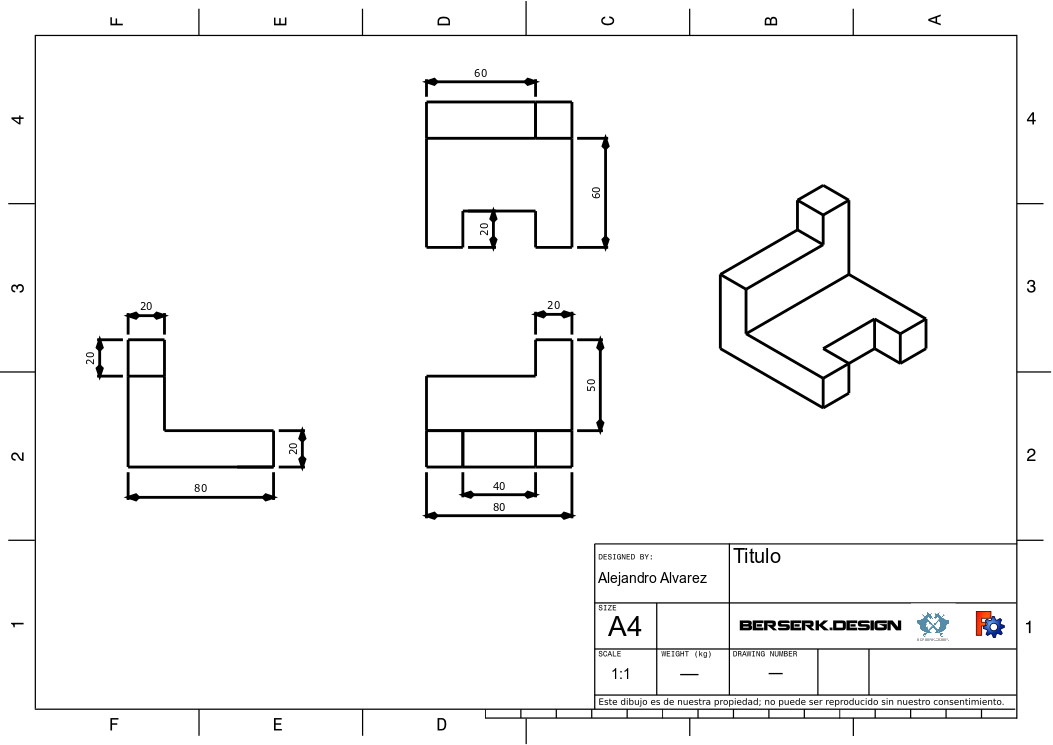 F E D C B A
60
4 4
60
20
3 3
20 20
20 50
20
2 2
80 40
80
DESIGNED BY: Titulo
Alejandro Alvarez
SIZE
A4 BERSERK.DESIGN
1 1
SCALE WEIGHT (kg) DRAWING NUMBER
1:1 — —
Este dibujo es de nuestra propiedad; no puede ser reproducido sin nuestro consentimiento.
F E D